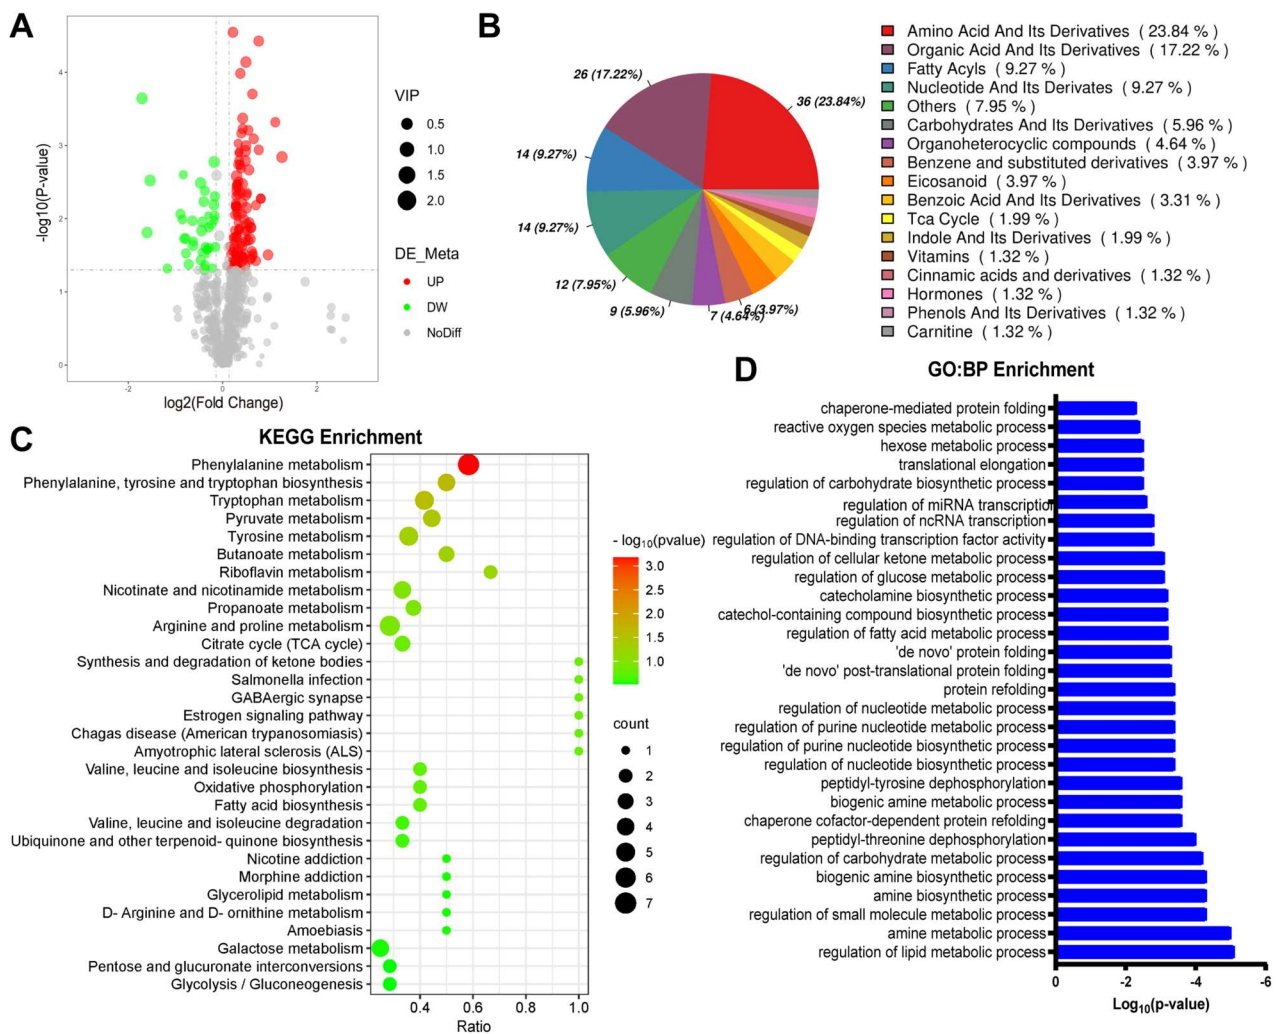 A
-log10(P-value)
4
3
2
1
0
-2
0
2
log2(Fold Change)
VIP
0.5
1.0
1.5
2.0
DE_Meta
UP
DW
NoDiff
B
26 (17.22%)
36 (23.84%)
14 (9.27%)
14 (9.27%)
12 (7.95%)
9 (5.96%)
7 (4.64%)
6 (3.97%)
Amino Acid And Its Derivatives ( 23.84 % )
Organic Acid And Its Derivatives ( 17.22 % )
Fatty Acyls ( 9.27 % )
Nucleotide And Its Derivates ( 9.27 % )
Others ( 7.95 % )
Carbohydrates And Its Derivatives ( 5.96 % )
Organoheterocyclic compounds ( 4.64 % )
Benzene and substituted derivatives ( 3.97 % )
Eicosanoid ( 3.97 % )
Benzoic Acid And Its Derivatives ( 3.31 % )
Tca Cycle ( 1.99 % )
Indole And Its Derivatives ( 1.99 % )
Vitamins ( 1.32 % )
Cinnamic acids and derivatives ( 1.32 % )
Hormones ( 1.32 % )
Phenols And Its Derivatives ( 1.32 % )
Carnitine ( 1.32 % )
C
KEGG Enrichment
Phenylalanine metabolism
Phenylalanine, tyrosine and tryptophan biosynthesis
Tryptophan metabolism
Pyruvate metabolism
Tyrosine metabolism
Butanoate metabolism
Riboflavin metabolism
Nicotinate and nicotinamide metabolism
Propanoate metabolism
Arginine and proline metabolism
Citrate cycle (TCA cycle)
Synthesis and degradation of ketone bodies
Salmonella infection
GABAergic synapse
Estrogen signaling pathway
Chagas disease (American trypanosomiasis)
Amyotrophic lateral sclerosis (ALS)
Valine, leucine and isoleucine biosynthesis
Oxidative phosphorylation
Fatty acid biosynthesis
Valine, leucine and isoleucine degradation
Ubiquinone and other terpenoid- quinone biosynthesis
Nicotine addiction
Morphine addiction
Glycerolipid metabolism
D- Arginine and D- ornithine metabolism
Amoebiasis
Galactose metabolism
Pentose and glucuronate interconversions
Glycolysis / Gluconeogenesis
0.4
0.6
0.8
1.0
Ratio
- log10(pvalue)
3.0
2.5
2.0
1.5
1.0
count
1
2
3
4
5
6
7
D
GO:BP Enrichment
chaperone-mediated protein folding
reactive oxygen species metabolic process
hexose metabolic process
translational elongation
regulation of carbohydrate biosynthetic process
regulation of miRNA transcription
regulation of ncRNA transcription
regulation of DNA-binding transcription factor activity
regulation of cellular ketone metabolic process
regulation of glucose metabolic process
catecholamine biosynthetic process
catechol-containing compound biosynthetic process
regulation of fatty acid metabolic process
'de novo' protein folding
'de novo' post-translational protein folding
protein refolding
regulation of nucleotide metabolic process
regulation of purine nucleotide metabolic process
regulation of purine nucleotide biosynthetic process
regulation of nucleotide biosynthetic process
peptidyl-tyrosine dephosphorylation
biogenic amine metabolic process
chaperone cofactor-dependent protein refolding
peptidyl-threonine dephosphorylation
regulation of carbohydrate metabolic process
biogenic amine biosynthetic process
amine biosynthetic process
regulation of small molecule metabolic process
amine metabolic process
regulation of lipid metabolic process
0
-2
-4
-6
Log10(p-value)